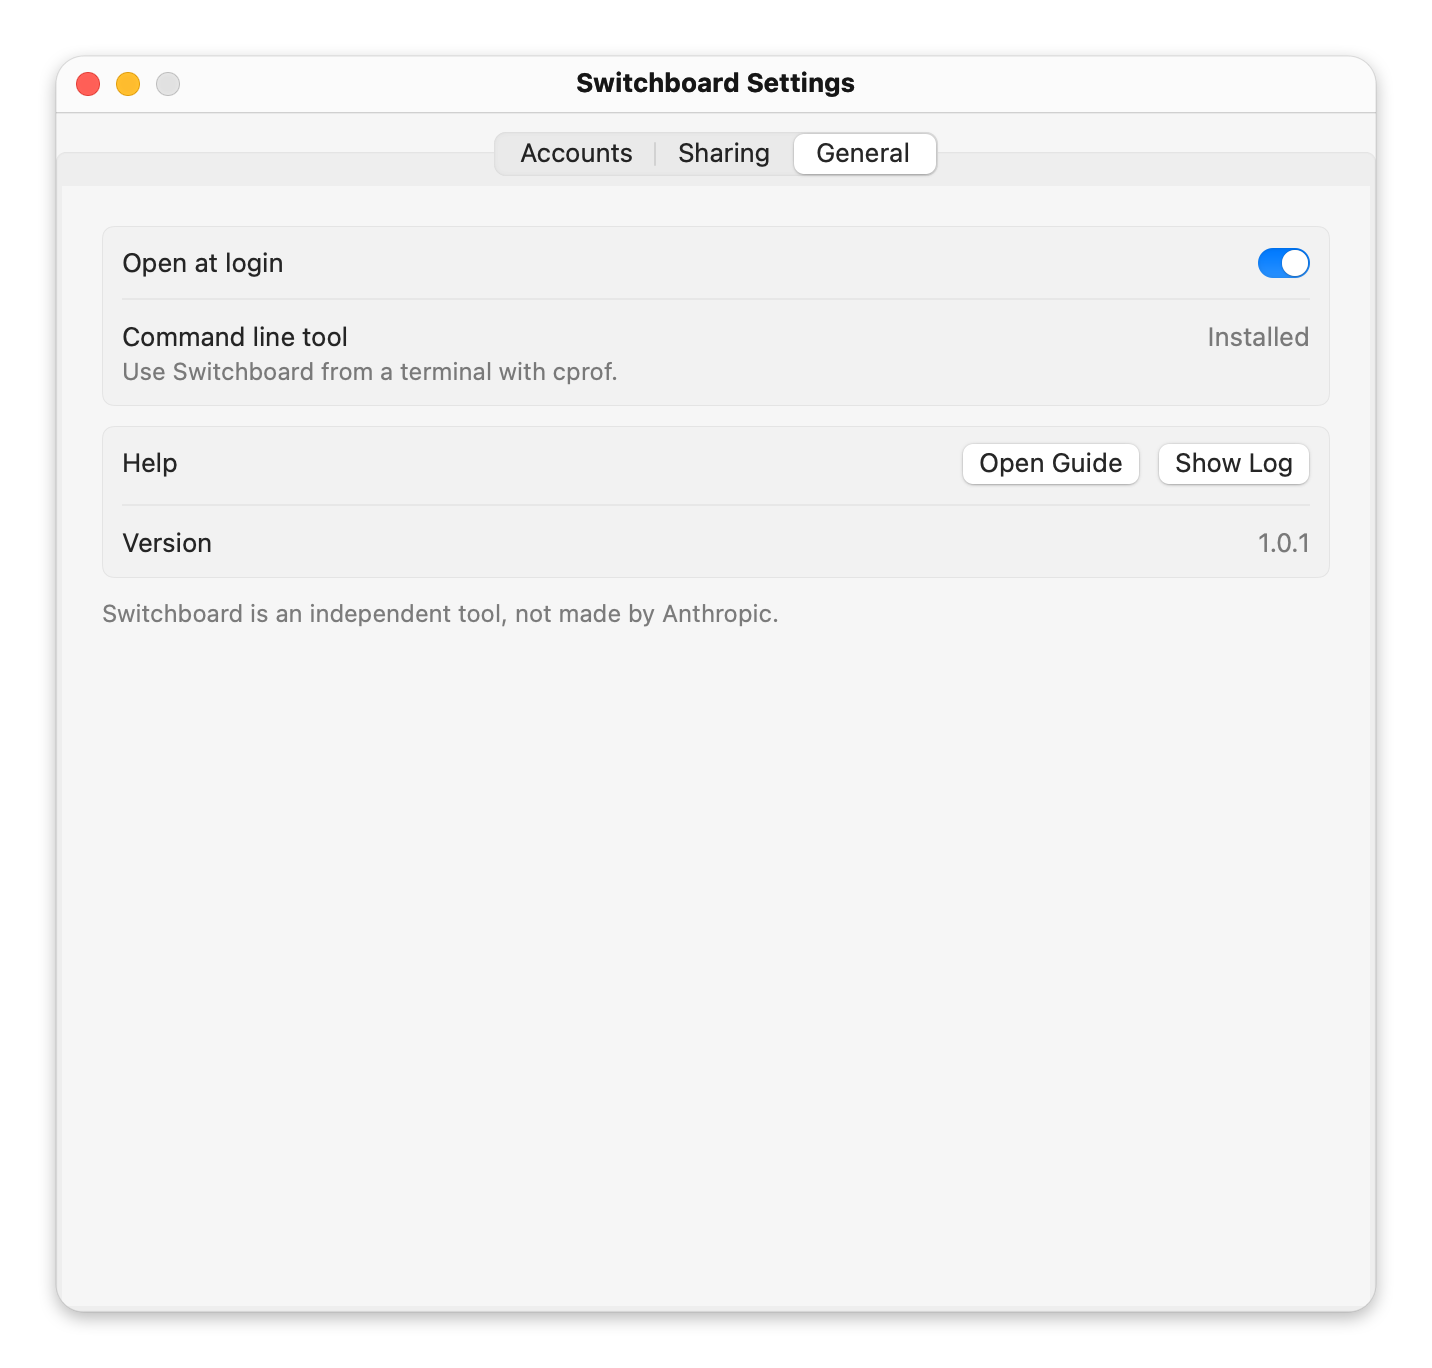 Switchboard Settings
Accounts Sharing General
Open at login
Command line tool Installed
Use Switchboard from a terminal with cprof.
Help Open Guide Show Log
Version 1.0.1
Switchboard is an independent tool, not made by Anthropic.